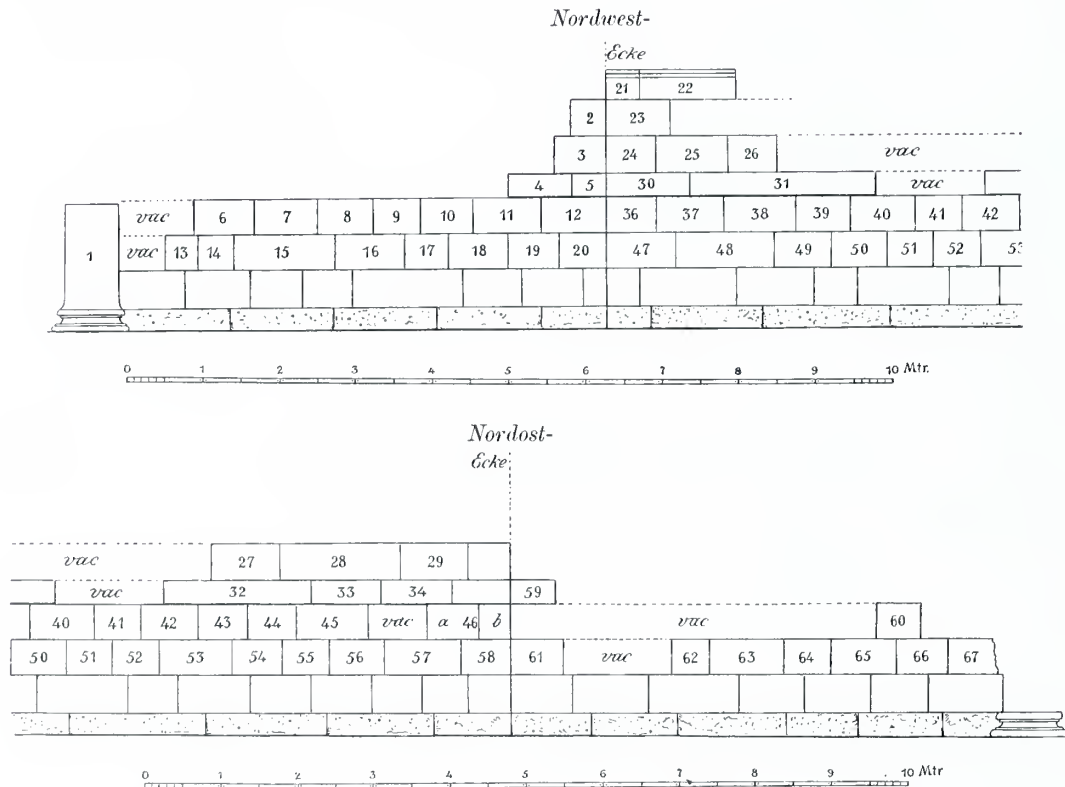 Nordwest-
Ecke
21 22
2 23
3 24 25 26 vac
4 5 30 31 vac
vac 6 7 8 9 10 11 12 36 37 38 39 40 41 42
1
vac 13 14 15 16 17 18 19 20 47 48 49 50 51 52 53
0 1 2 3 4 5 6 7 8 9 10 Mtr.
Nordost-
Ecke
vac 27 28 29
vac 32 33 34 59
40 41 42 43 44 45 vac a 46 b vac 60
50 51 52 53 54 55 56 57 58 61 vac 62 63 64 65 66 67
0 1 2 3 4 5 6 7 8 9 10 Mtr